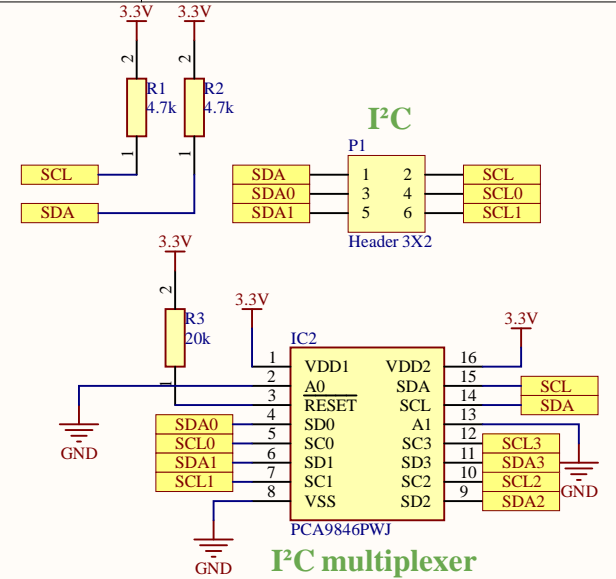 3.3V 3.3V
2 2
R1 R2
4.7k 4.7k
1 1
SCL
SDA
I²C
P1
SDA 1 2 SCL
SDA0 3 4 SCL0
SDA1 5 6 SCL1
Header 3X2
3.3V
2
R3
20k
1
3.3V
3.3V
IC2
1 VDD1 VDD2 16
2 A0 SDA 15 SCL
3 RESET SCL 14 SDA
SDA0 4 SD0 A1 13
SCL0 5 SC0 SC3 12 SCL3
SDA1 6 SD1 SD3 11 SDA3
SCL1 7 SC1 SC2 10 SCL2
8 VSS SD2 9 SDA2
GND
GND
GND
PCA9846PWJ
I²C multiplexer